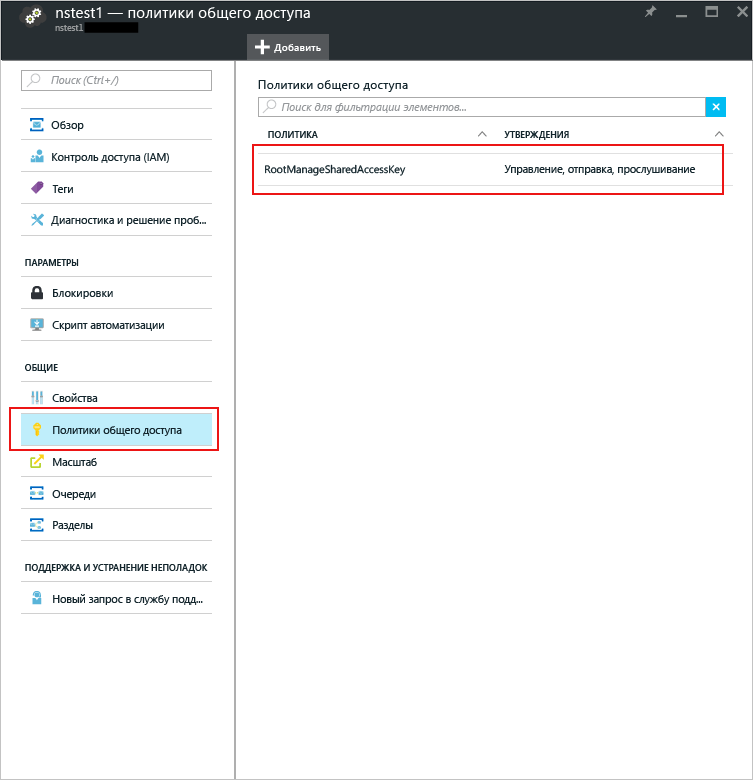 nstest1 — политики общего доступа
nstest1
Добавить
Поиск (Ctrl+/)
Обзор
Контроль доступа (IAM)
Теги
Диагностика и решение проб...
ПАРАМЕТРЫ
Блокировки
Скрипт автоматизации
ОБЩИЕ
Свойства
Политики общего доступа
Масштаб
Очереди
Разделы
ПОДДЕРЖКА И УСТРАНЕНИЕ НЕПОЛАДОК
Новый запрос в службу подд...
Политики общего доступа
Поиск для фильтрации элементов...
ПОЛИТИКА УТВЕРЖДЕНИЯ
RootManageSharedAccessKey Управление, отправка, прослушивание